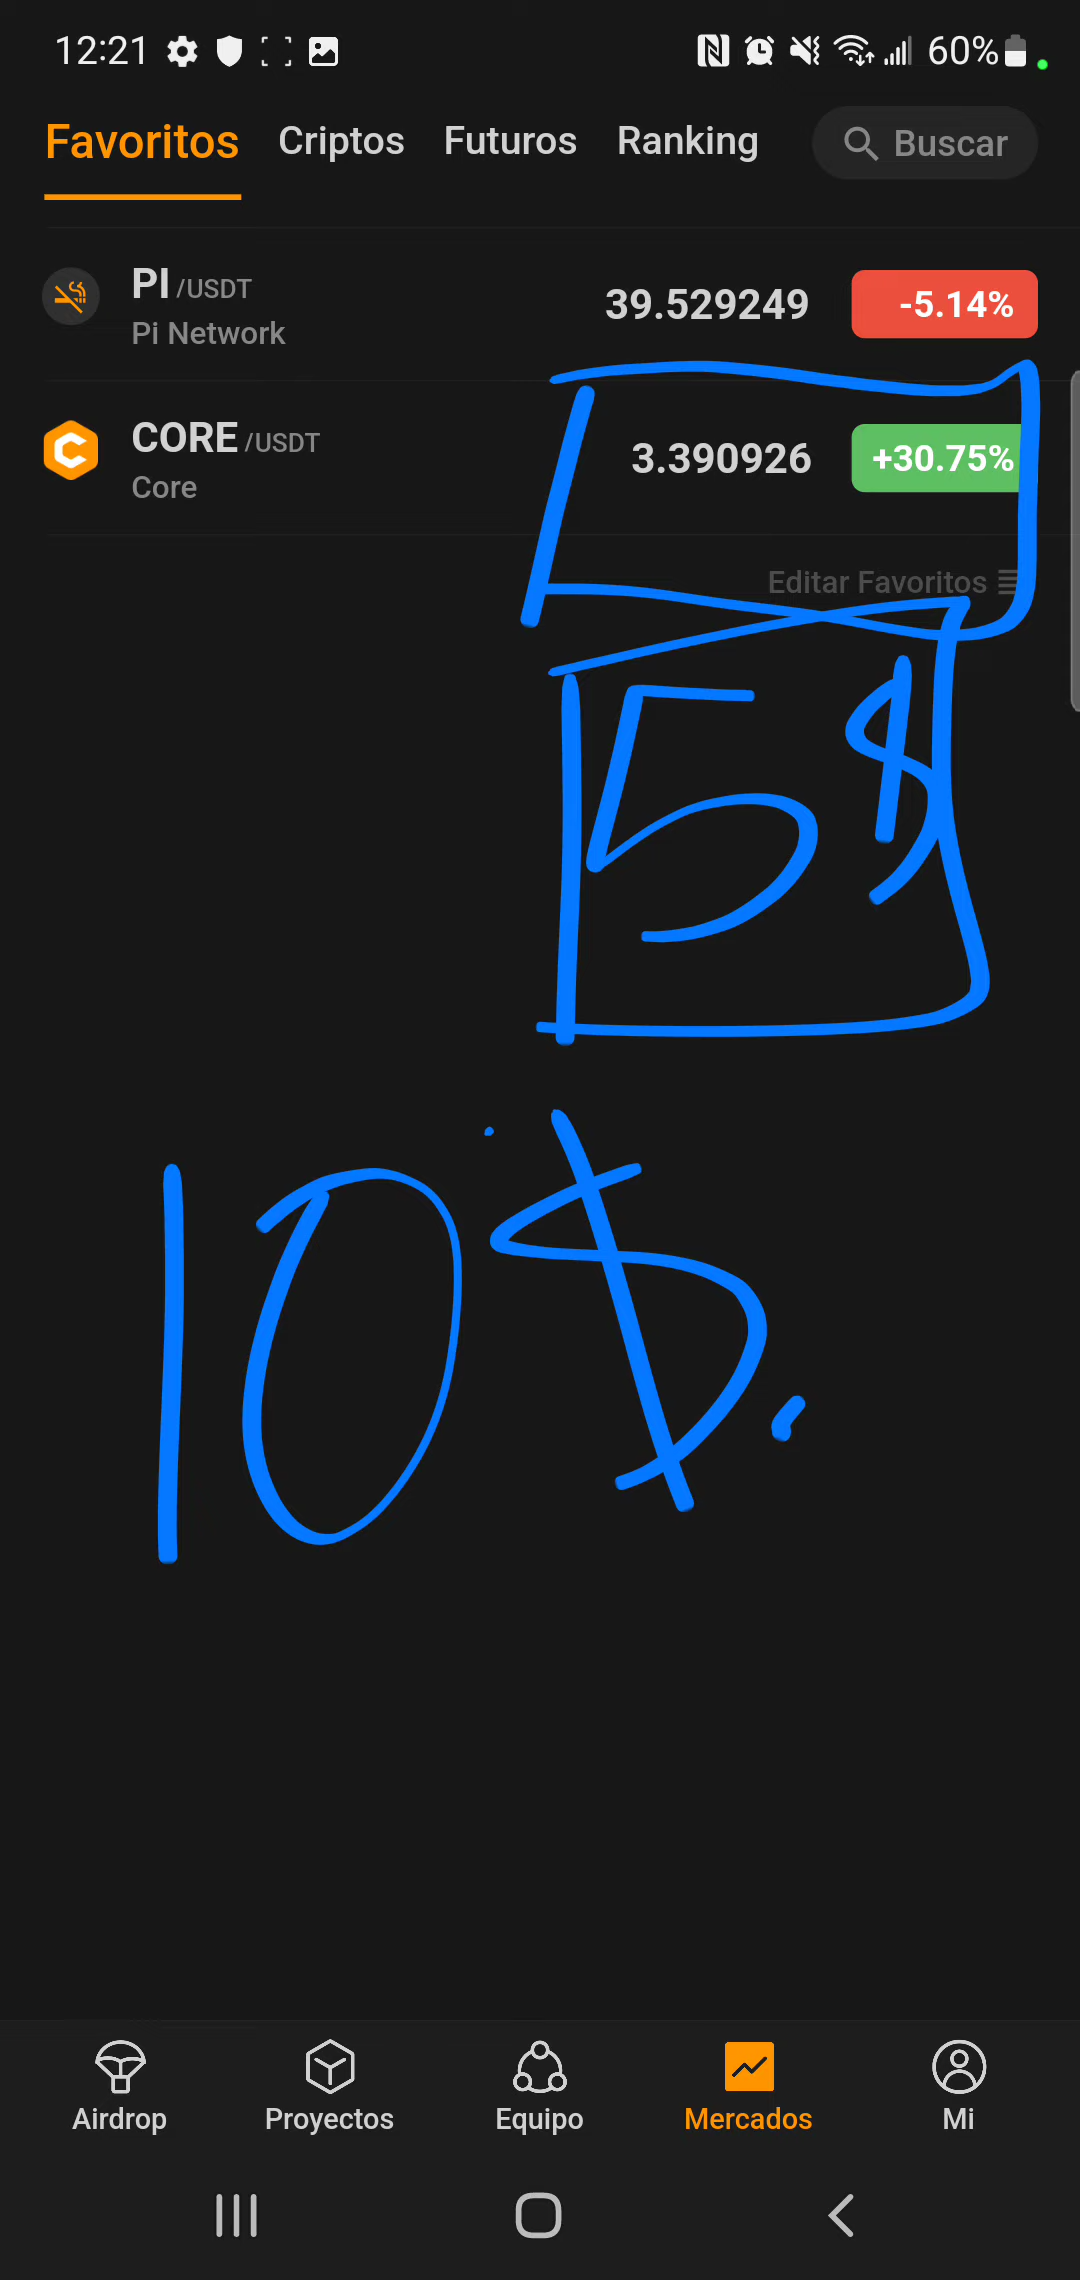 12:21 60%
Favoritos Criptos Futuros Ranking Buscar
PI /USDT 39.529249 -5.14%
Pi Network
CORE /USDT 3.390926 +30.75%
Core
Editar Favoritos
5$
10$.
Airdrop Proyectos Equipo Mercados Mi